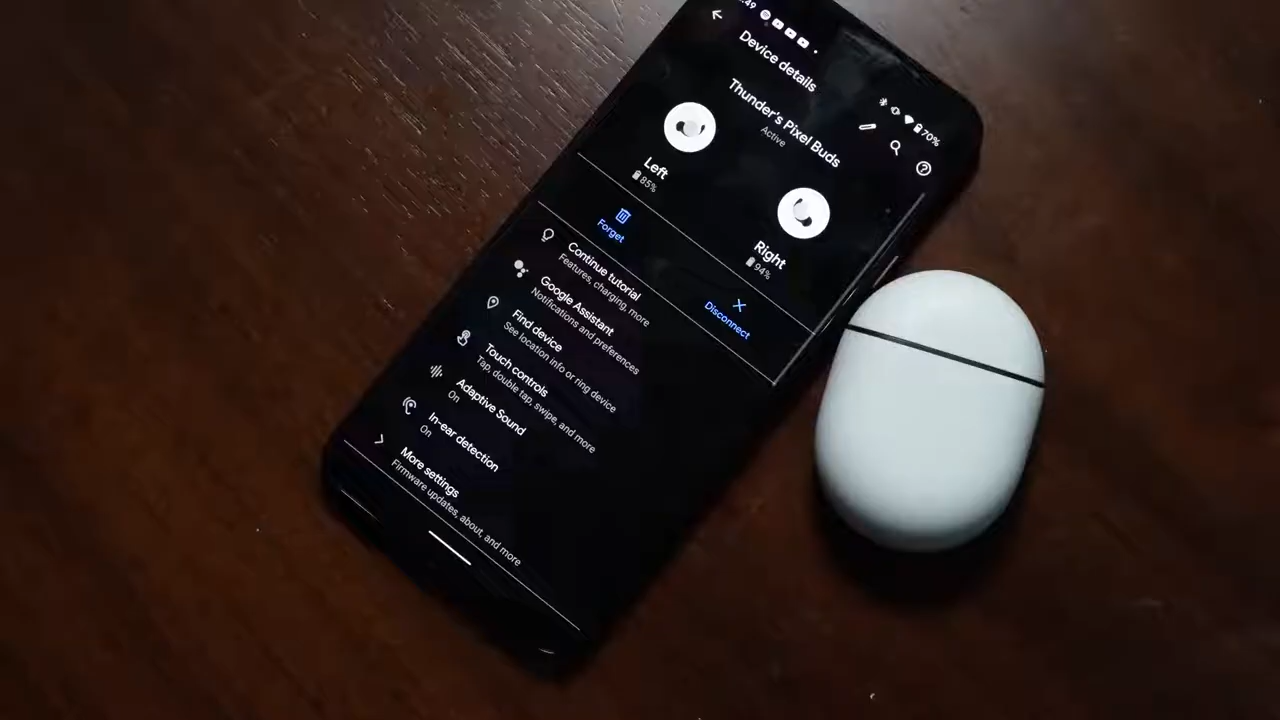 :49
70%
Device details
Thunder's Pixel Buds
Active
Left
85%
Right
94%
Forget
Disconnect
Continue tutorial
Features, charging, more
Google Assistant
Notifications and preferences
Find device
See location info or ring device
Touch controls
Tap, double tap, swipe, and more
Adaptive Sound
On
In-ear detection
On
More settings
Firmware updates, about, and more